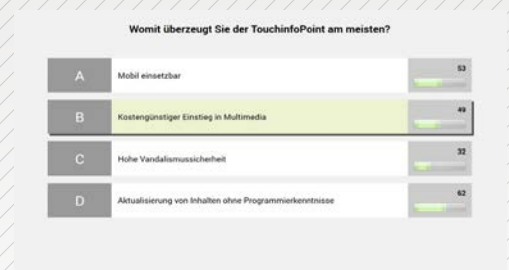 Womit überzeugt Sie der TouchinfoPoint am meisten?
A Mobil einsetzbar 53
B Kostengünstiger Einstieg in Multimedia 49
C Hohe Vandalismussicherheit 32
D Aktualisierung von Inhalten ohne Programmierkenntnisse 62